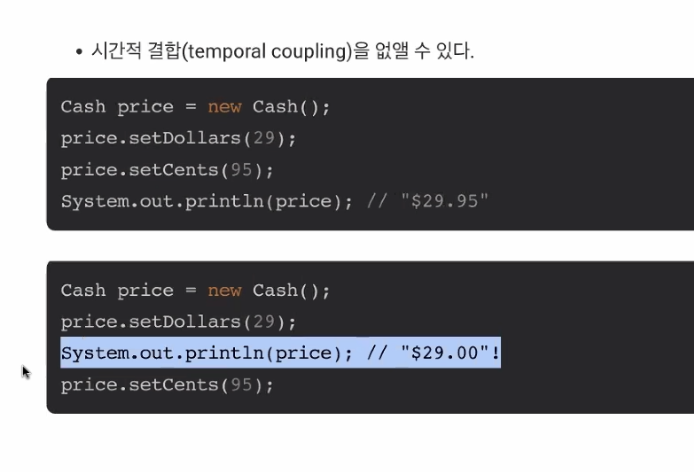 • 시간적 결합(temporal coupling)을 없앨 수 있다.
Cash price = new Cash();
price.setDollars(29);
price.setCents(95);
System.out.println(price); // "$29.95"
Cash price = new Cash();
price.setDollars(29);
System.out.println(price); // "$29.00"!
price.setCents(95);